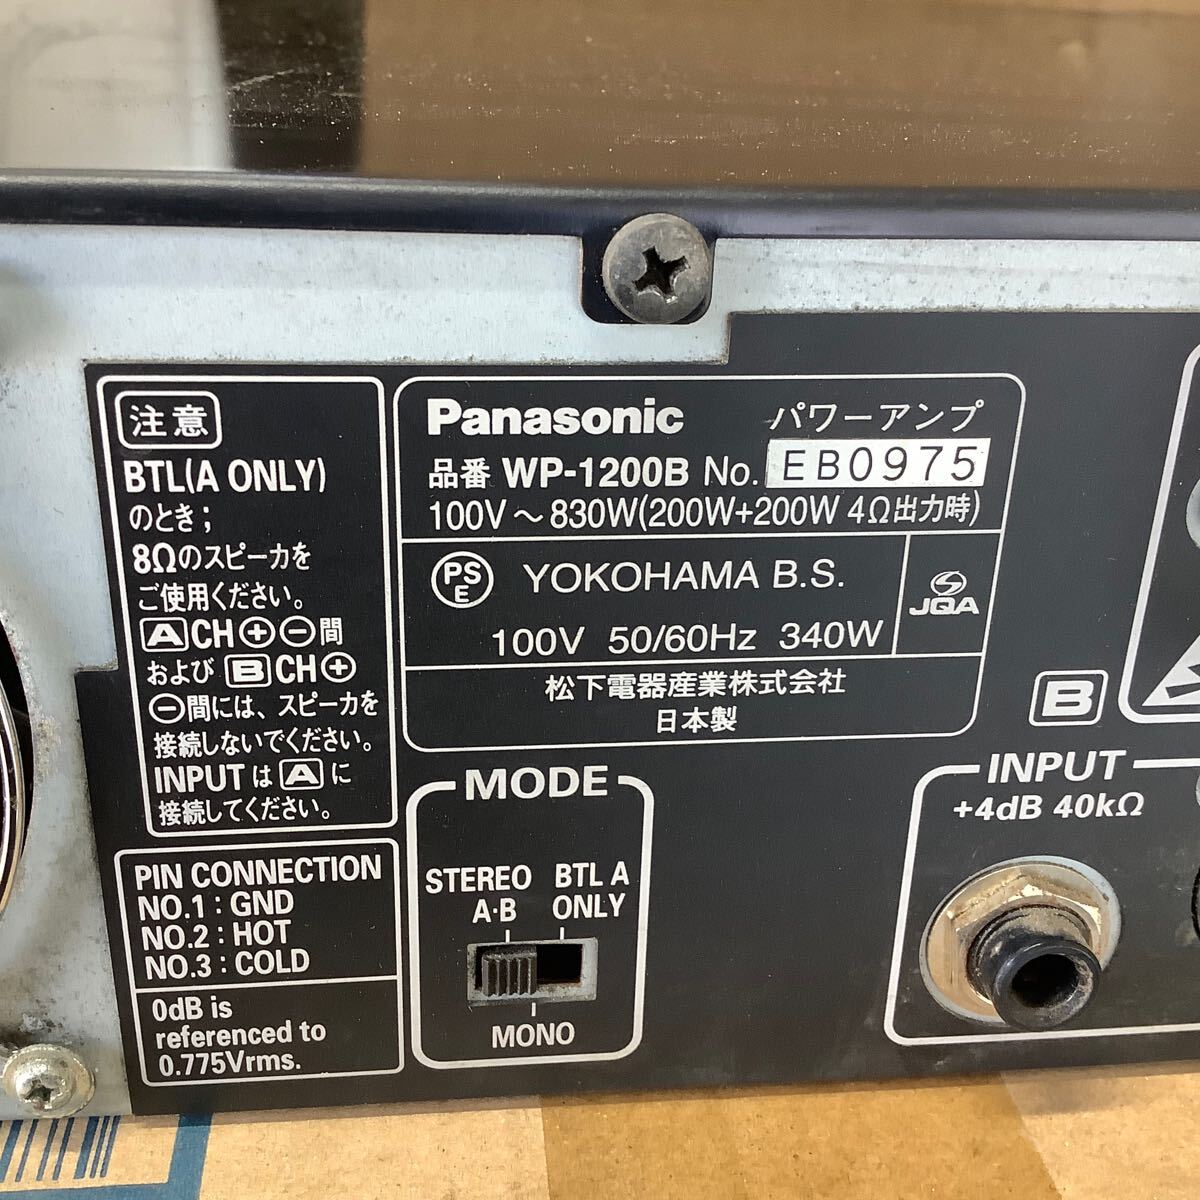 注意
BTL(A ONLY)
のとき;
8Ωのスピーカを
ご使用ください。
A CH⊕⊖間
および B CH⊕
⊖間には、スピーカを
接続しないでください。
INPUTは A に
接続してください。
PIN CONNECTION
NO.1 : GND
NO.2 : HOT
NO.3 : COLD
0dB is
referenced to
0.775Vrms.
Panasonic パワーアンプ
品番 WP-1200B No. EB0975
100V～830W(200W+200W 4Ω出力時)
PS
E
YOKOHAMA B.S.
100V 50/60Hz 340W
JQA
松下電器産業株式会社
日本製
MODE
STEREO BTL A
A·B ONLY
MONO
B
INPUT
+4dB 40kΩ